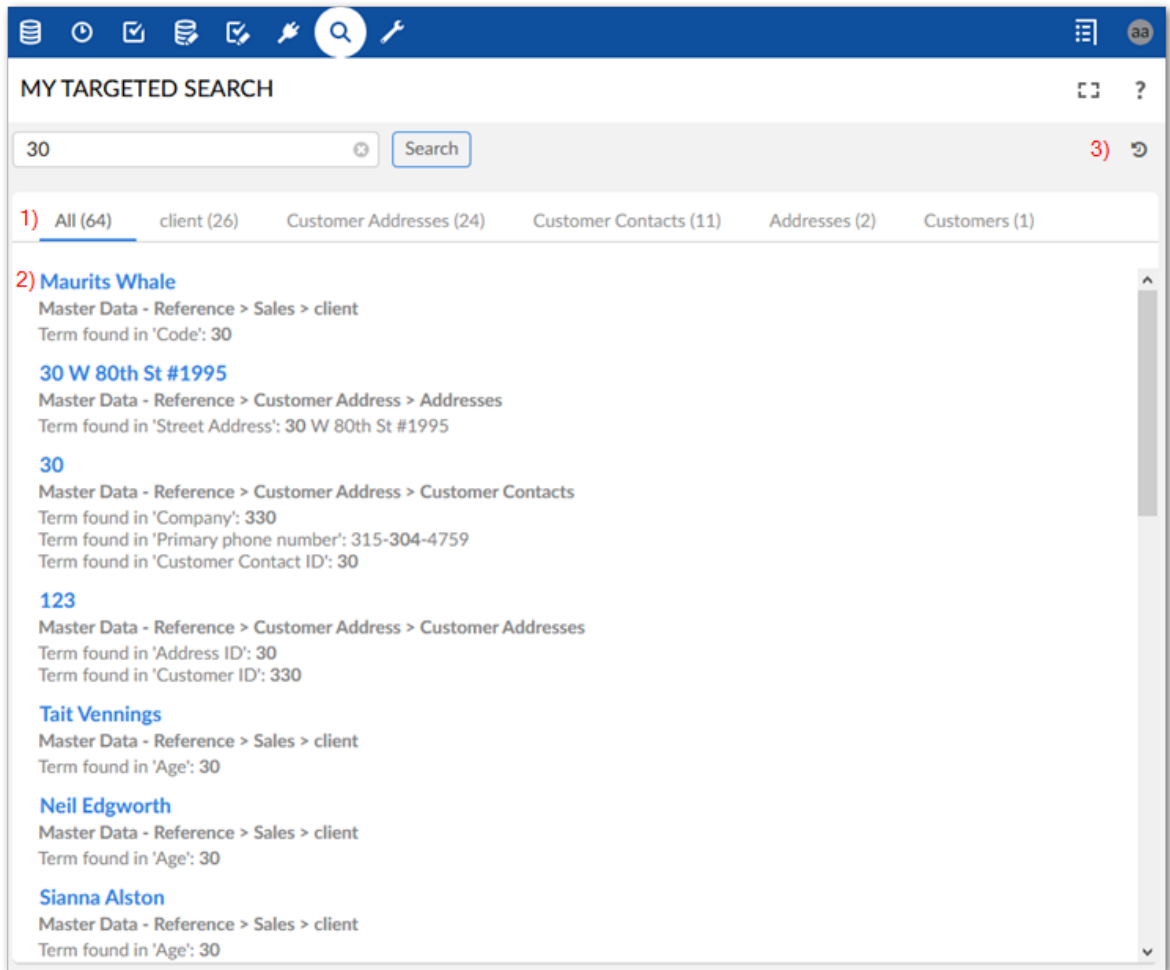 aa
MY TARGETED SEARCH ?
30 Search 3)
1) All (64) client (26) Customer Addresses (24) Customer Contacts (11) Addresses (2) Customers (1)
2) Maurits Whale
Master Data - Reference > Sales > client
Term found in 'Code': 30
30 W 80th St #1995
Master Data - Reference > Customer Address > Addresses
Term found in 'Street Address': 30 W 80th St #1995
30
Master Data - Reference > Customer Address > Customer Contacts
Term found in 'Company': 330
Term found in 'Primary phone number': 315-304-4759
Term found in 'Customer Contact ID': 30
123
Master Data - Reference > Customer Address > Customer Addresses
Term found in 'Address ID': 30
Term found in 'Customer ID': 330
Tait Vennings
Master Data - Reference > Sales > client
Term found in 'Age': 30
Neil Edgworth
Master Data - Reference > Sales > client
Term found in 'Age': 30
Sianna Alston
Master Data - Reference > Sales > client
Term found in 'Age': 30